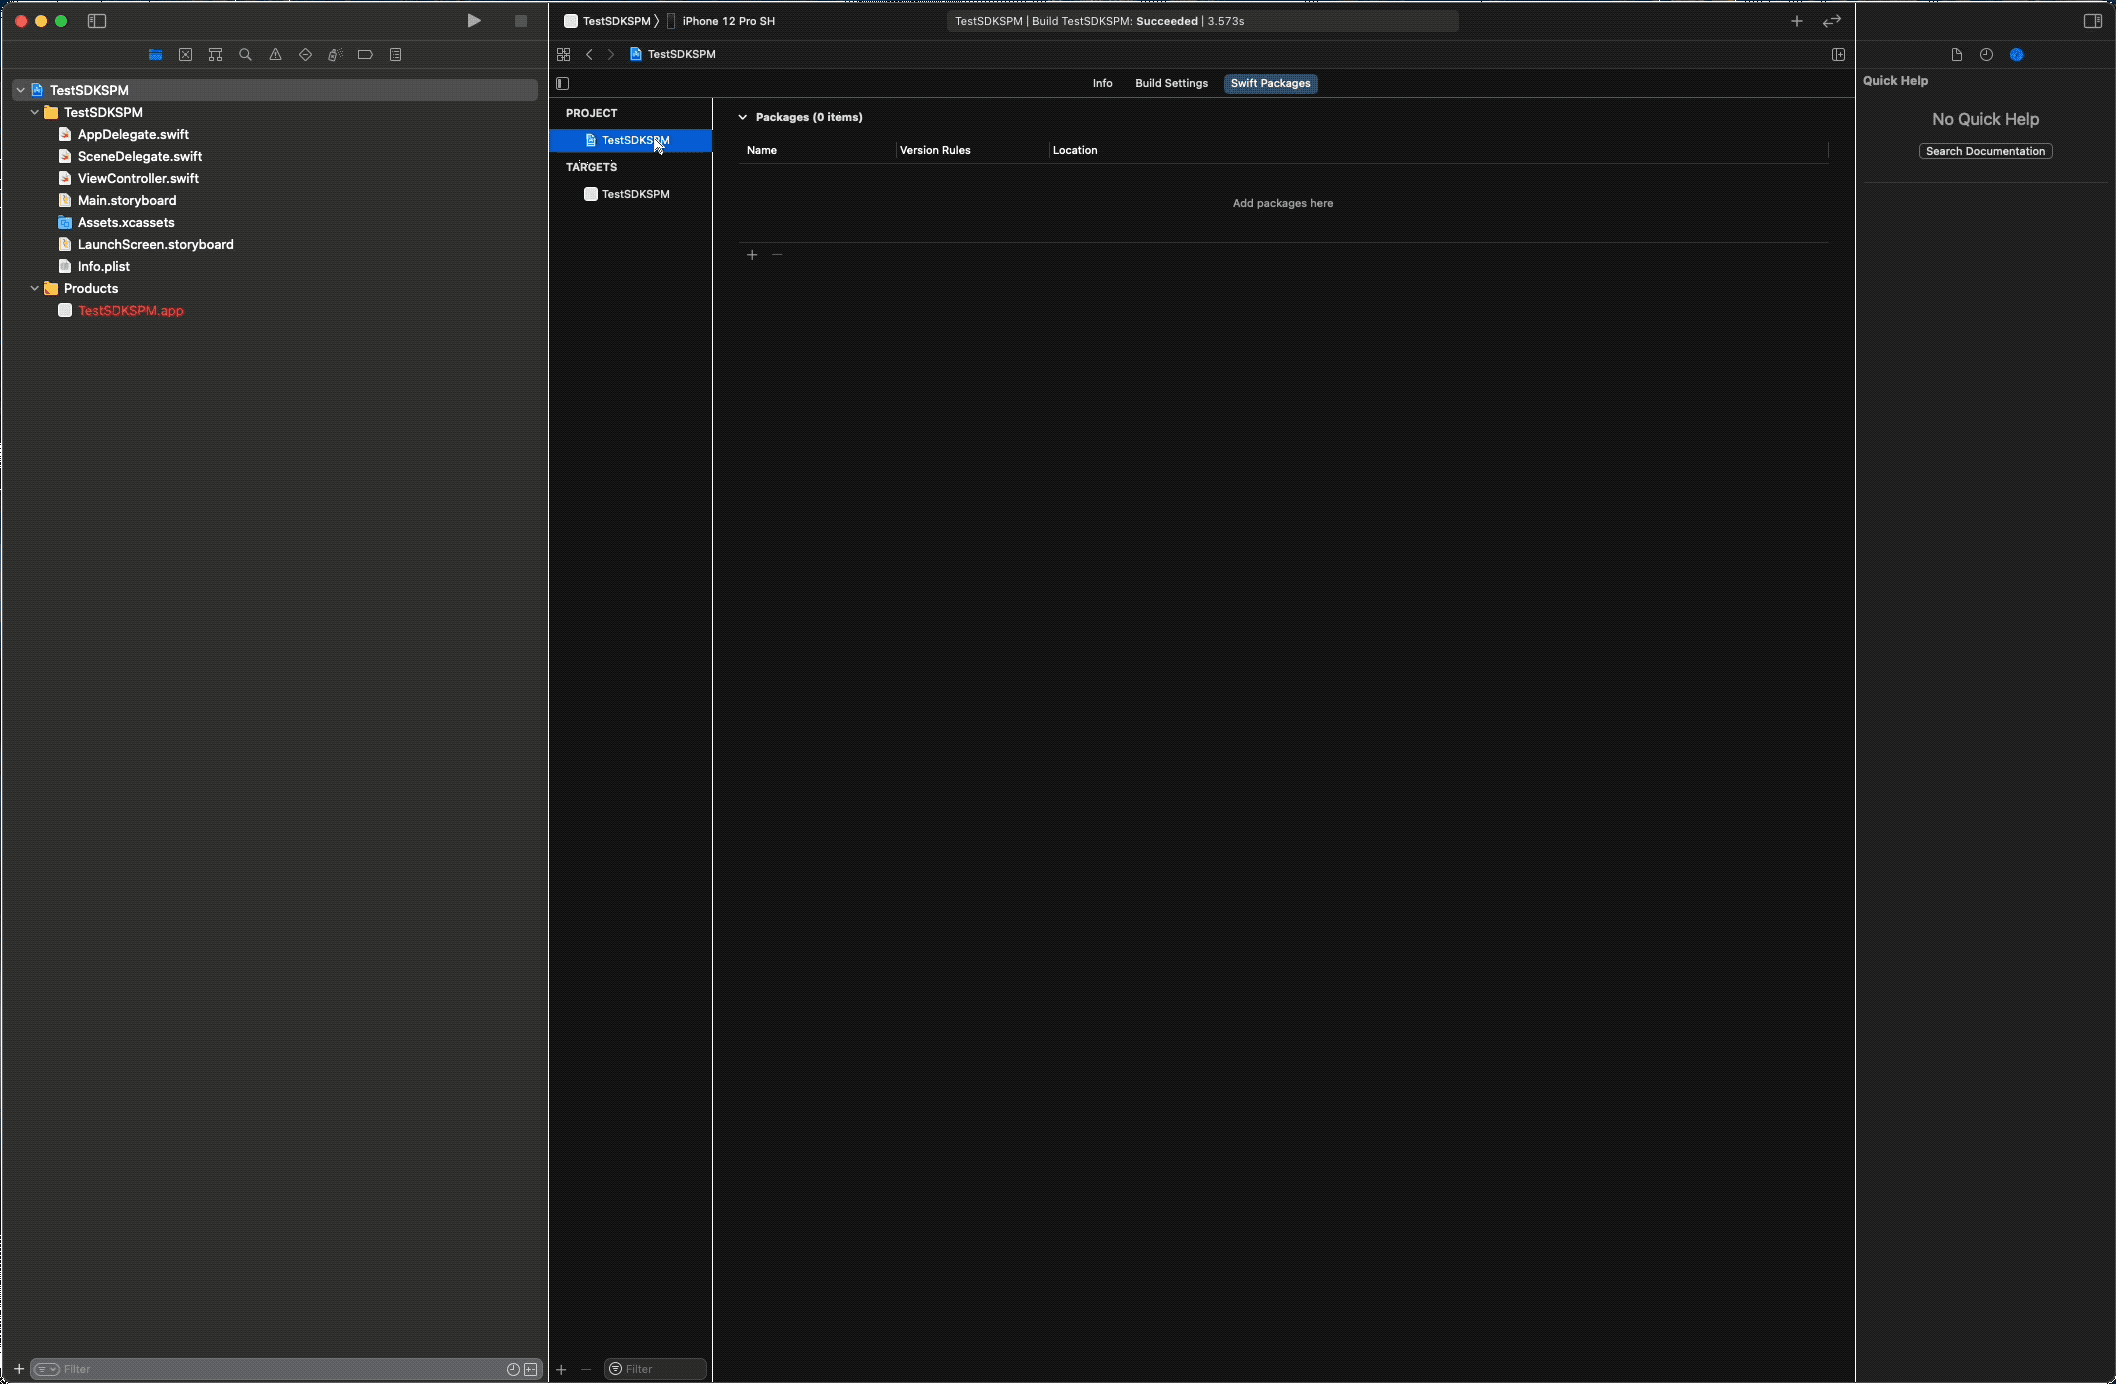 TestSDKSPM
iPhone 12 Pro SH
TestSDKSPM | Build TestSDKSPM: Succeeded | 3.573s
TestSDKSPM
Info
Build Settings
Swift Packages
TestSDKSPM
TestSDKSPM
AppDelegate.swift
SceneDelegate.swift
ViewController.swift
Main.storyboard
Assets.xcassets
LaunchScreen.storyboard
Info.plist
Products
TestSDKSPM.app
Filter
PROJECT
TestSDKSPM
TARGETS
TestSDKSPM
Filter
Packages (0 items)
Name
Version Rules
Location
Add packages here
Quick Help
No Quick Help
Search Documentation